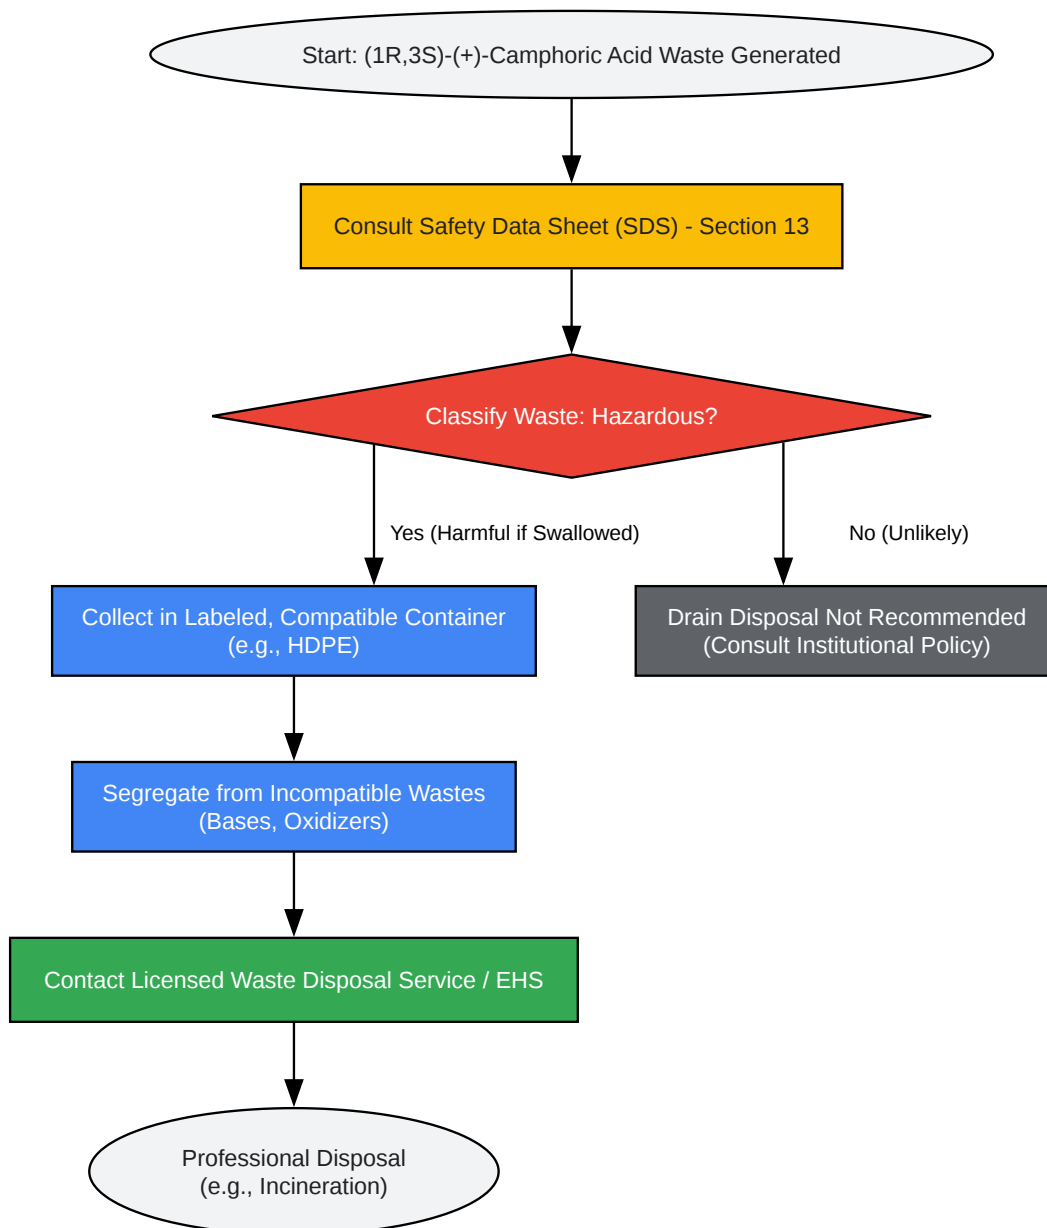 Start: (1R,3S)-(+)-Camphoric Acid Waste Generated
Consult Safety Data Sheet (SDS) - Section 13
Classify Waste: Hazardous?
Yes (Harmful if Swallowed)
No (Unlikely)
Collect in Labeled, Compatible Container
(e.g., HDPE)
Drain Disposal Not Recommended
(Consult Institutional Policy)
Segregate from Incompatible Wastes
(Bases, Oxidizers)
Contact Licensed Waste Disposal Service / EHS
Professional Disposal
(e.g., Incineration)